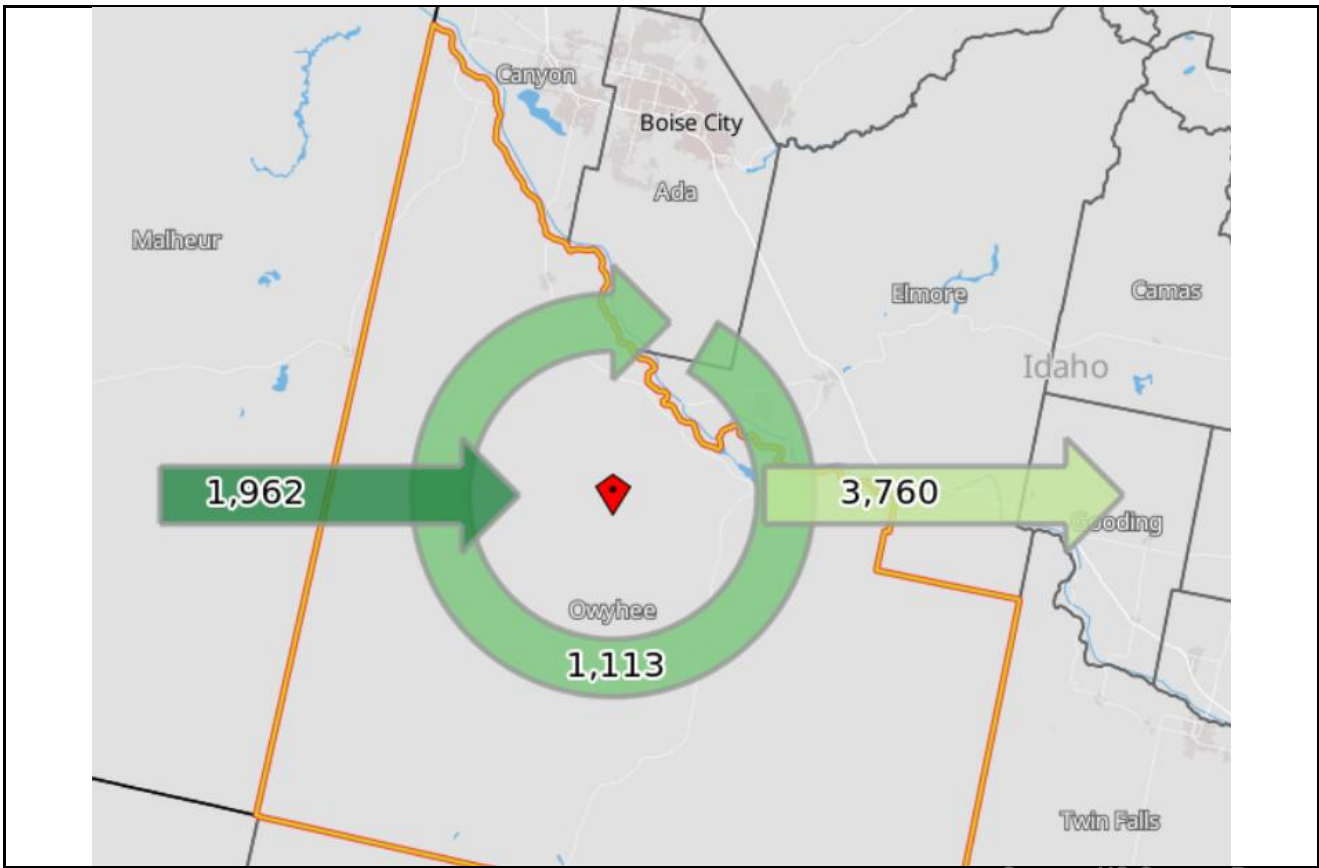 Canyon
Boise City
Ada
Malheur
Elmore
Camas
Idaho
1,962
3,760
Gooding
Owyhee
1,113
Twin Falls